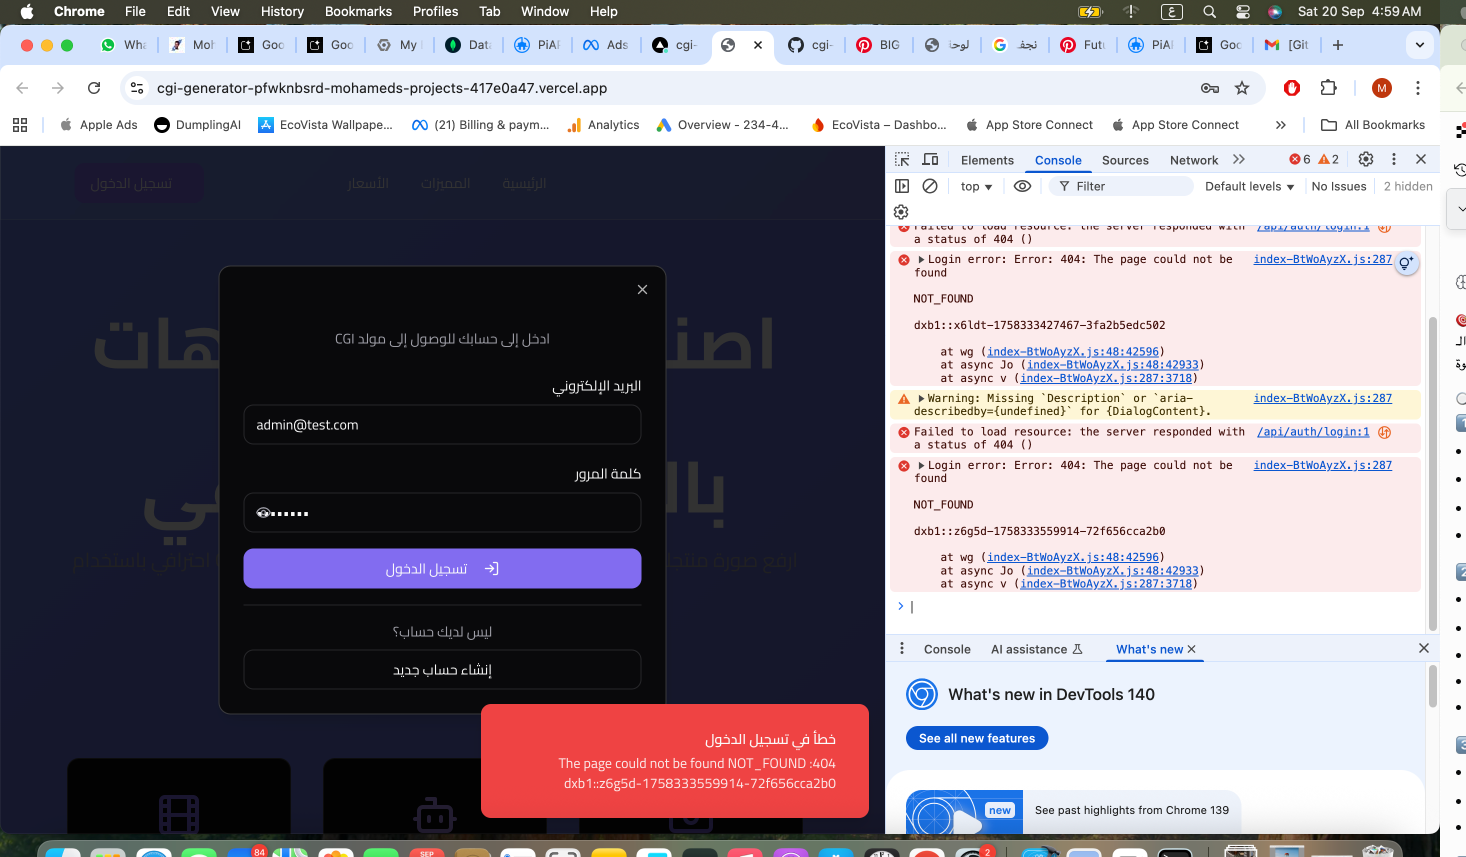 Chrome File Edit View History Bookmarks Profiles Tab Window Help
Sat 20 Sep 4:59 AM
Wha
Moh
Goo
Goo
My
Data
PiAI
Ads
cgi-
cgi-
BIG
لوحا
نجفـ
Futu
PiAI
Goo
[Git
cgi-generator-pfwknbsrd-mohameds-projects-417e0a47.vercel.app
M
Apple Ads DumplingAI EcoVista Wallpape... (21) Billing & paym... Analytics Overview - 234-4... EcoVista – Dashbo... App Store Connect App Store Connect All Bookmarks
الرئيسية
المميزات
الأسعار
تسجيل الدخول
ادخل إلى حسابك للوصول إلى مولد CGI
البريد الإلكتروني
admin@test.com
كلمة المرور
تسجيل الدخول
ليس لديك حساب؟
إنشاء حساب جديد
احترافي باستخدام
خطأ في تسجيل الدخول
The page could not be found NOT_FOUND :404
dxb1::z6g5d-1758333559914-72f656cca2b0
Elements Console Sources Network 6 2
top Filter Default levels No Issues 2 hidden
Failed to load resource: the server responded with /api/auth/login:1
a status of 404 ()
Login error: Error: 404: The page could not be index-BtWoAyzX.js:287
found
NOT_FOUND
dxb1::x6ldt-1758333427467-3fa2b5edc502
at wg (index-BtWoAyzX.js:48:42596)
at async Jo (index-BtWoAyzX.js:48:42933)
at async v (index-BtWoAyzX.js:287:3718)
Warning: Missing `Description` or `aria- index-BtWoAyzX.js:287
describedby={undefined}` for {DialogContent}.
Failed to load resource: the server responded with /api/auth/login:1
a status of 404 ()
Login error: Error: 404: The page could not be index-BtWoAyzX.js:287
found
NOT_FOUND
dxb1::z6g5d-1758333559914-72f656cca2b0
at wg (index-BtWoAyzX.js:48:42596)
at async Jo (index-BtWoAyzX.js:48:42933)
at async v (index-BtWoAyzX.js:287:3718)
Console AI assistance What's new
What's new in DevTools 140
See all new features
new
See past highlights from Chrome 139
84
SEP
2